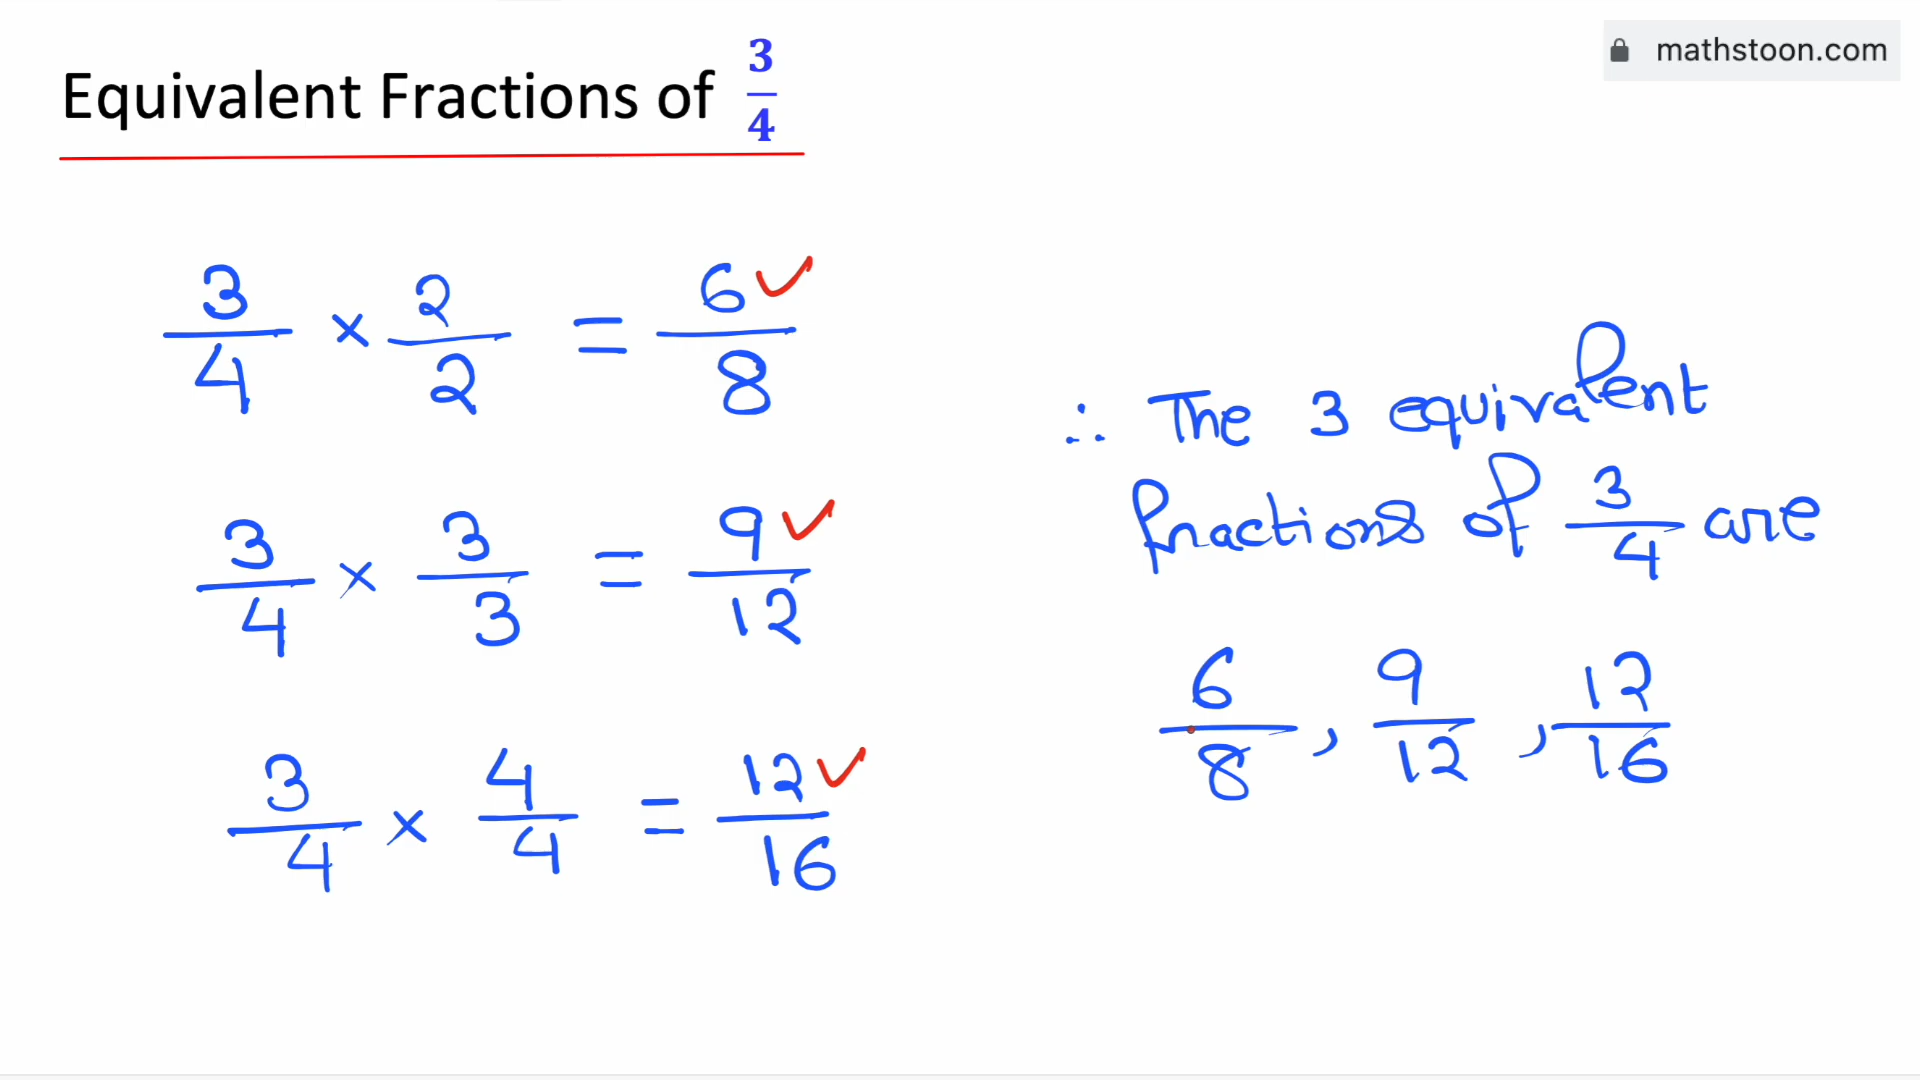 Equivalent Fractions of 3/4
mathstoon.com
3/4 × 2/2 = 6/8 ✓
3/4 × 3/3 = 9/12 ✓
3/4 × 4/4 = 12/16 ✓
∴ The 3 equivalent
fractions of 3/4 are
6/8, 9/12, 12/16